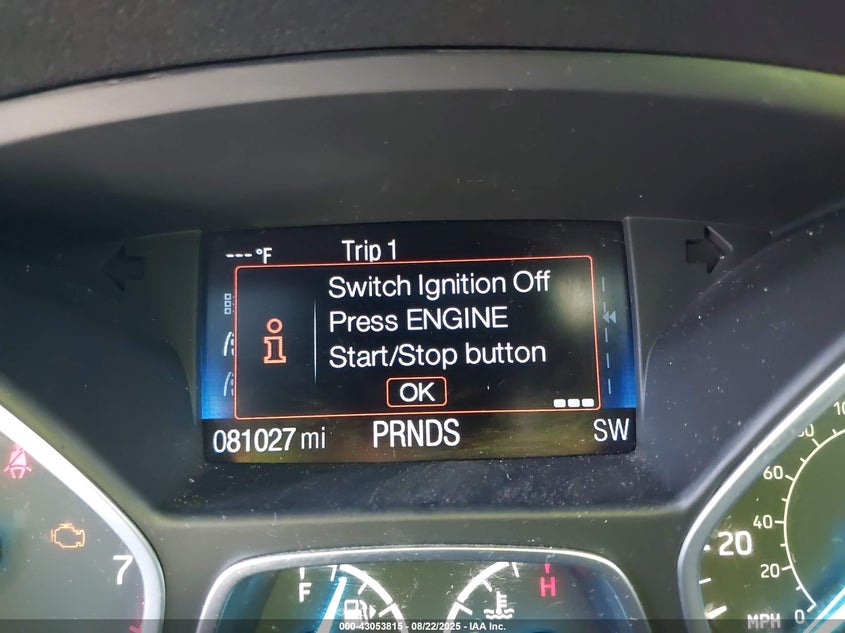 ---°F Trip 1
Switch Ignition Off
Press ENGINE
Start/Stop button
OK
081027 mi PRNDS SW
7
F
H
60
40
20
20
0
MPH
000-43053815 - 08/22/2025 - IAA Inc.